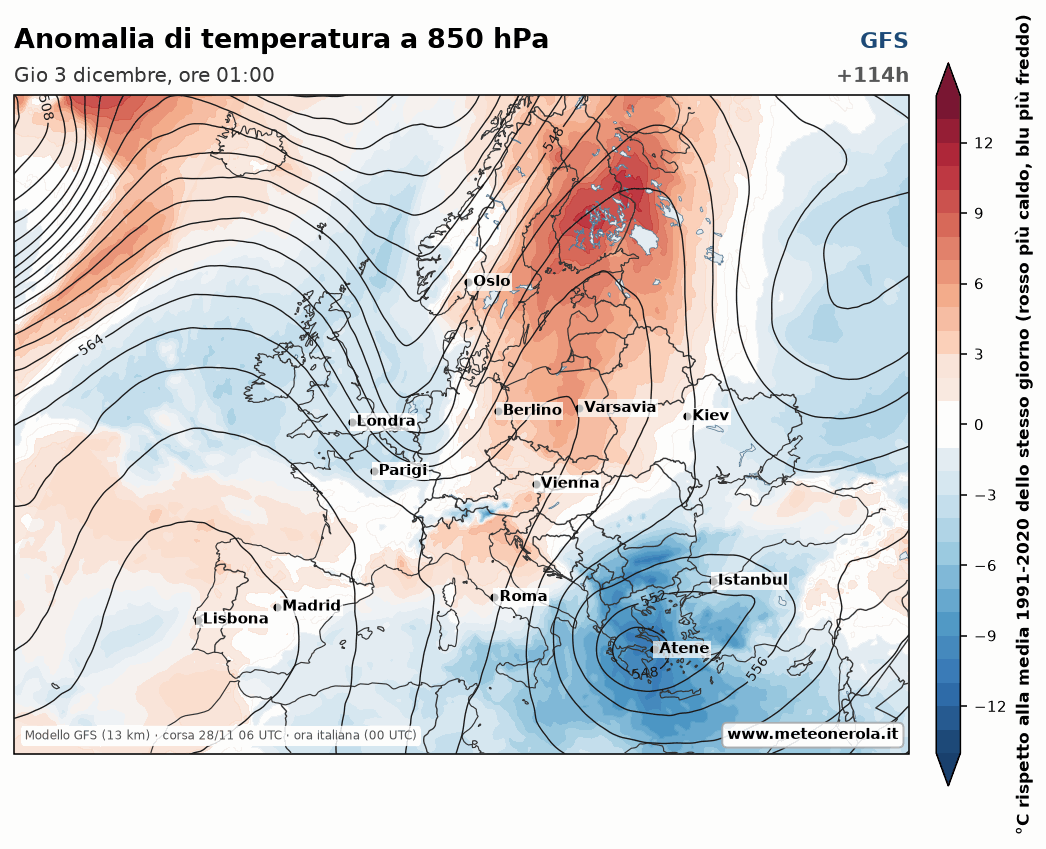 Anomalia di temperatura a 850 hPa
GFS
Gio 3 dicembre, ore 01:00
+114h
508
548
Oslo
564
Londra
Berlino
Varsavia
Kiev
Parigi
Vienna
Istanbul
552
Roma
Madrid
Lisbona
Atene
548
556
Modello GFS (13 km) · corsa 28/11 06 UTC · ora italiana (00 UTC)
www.meteonerola.it
12
9
6
3
0
−3
−6
−9
−12
°C rispetto alla media 1991-2020 dello stesso giorno (rosso più caldo, blu più freddo)